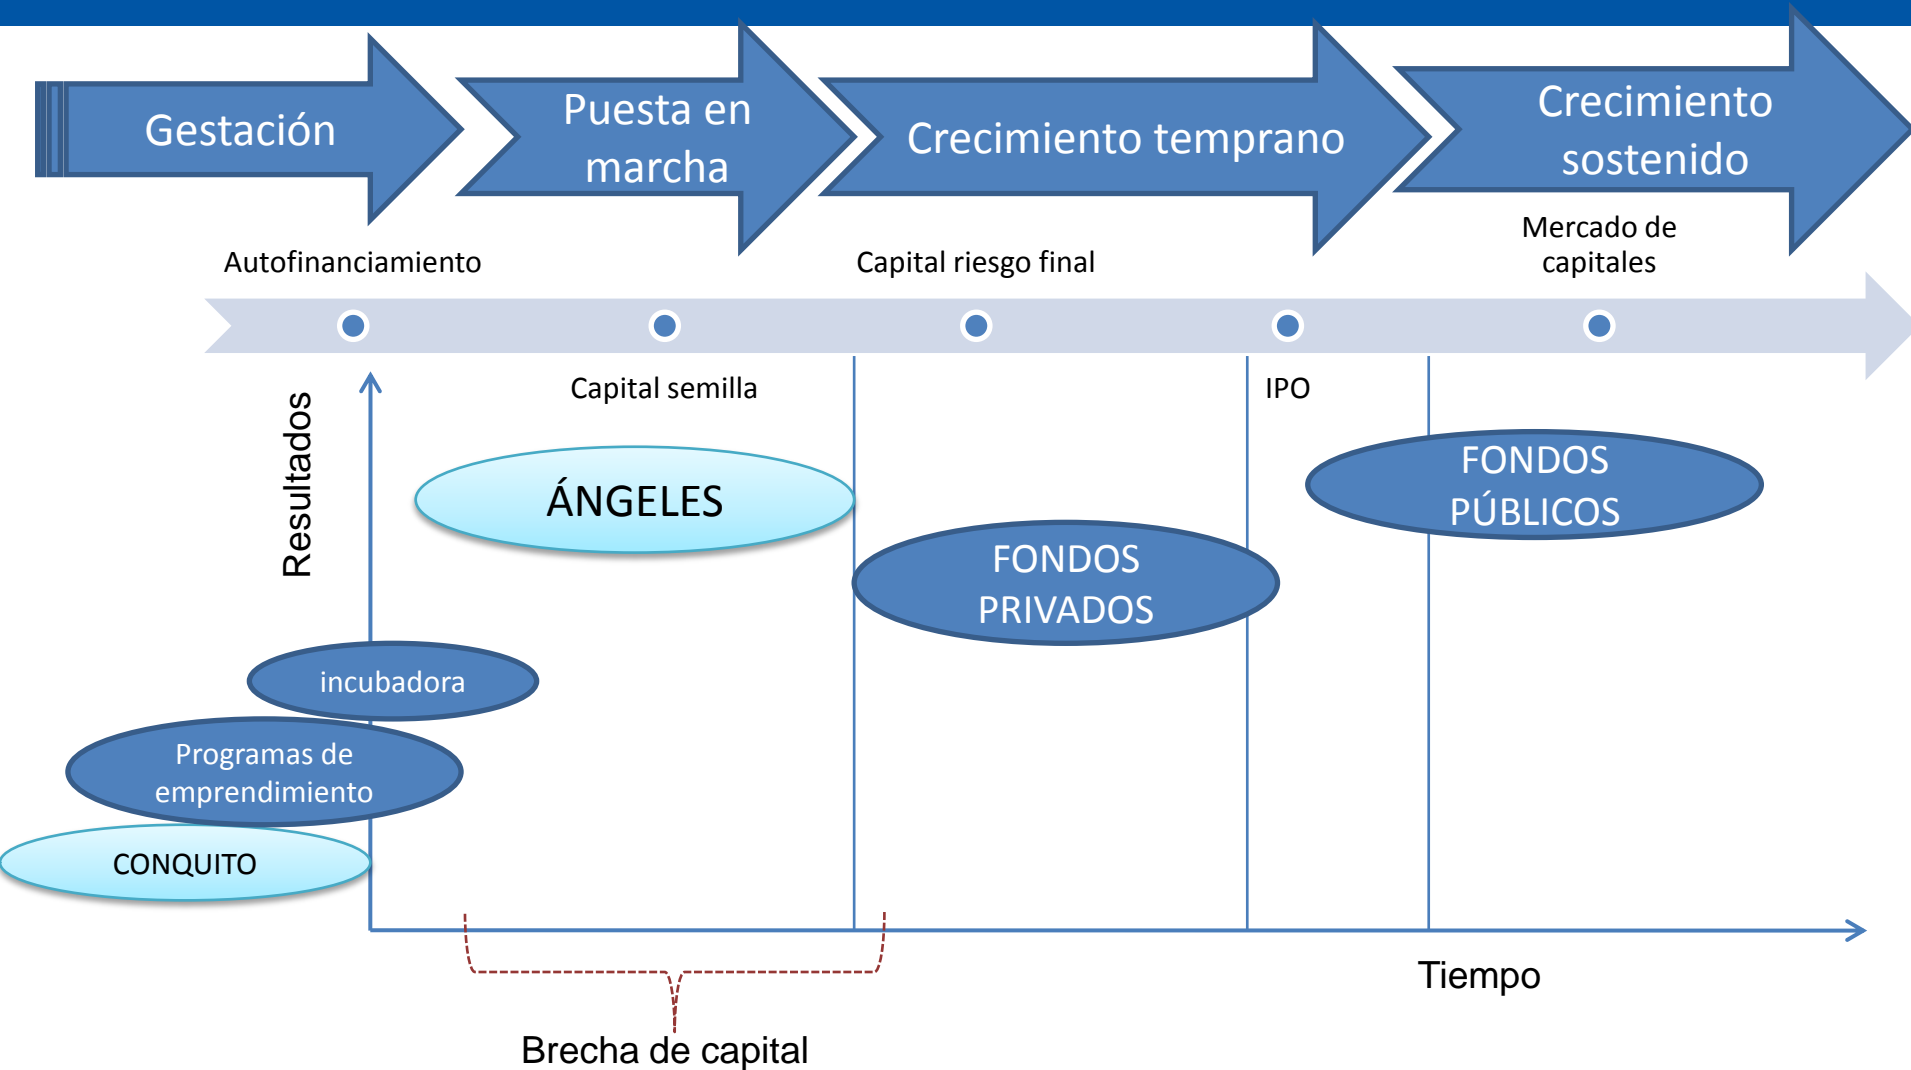 Gestación
Puesta en
marcha
Crecimiento temprano
Crecimiento
sostenido
Autofinanciamiento
Capital riesgo final
Mercado de
capitales
Capital semilla
IPO
Resultados
ÁNGELES
FONDOS
PRIVADOS
FONDOS
PÚBLICOS
incubadora
Programas de
emprendimiento
CONQUITO
Tiempo
Brecha de capital